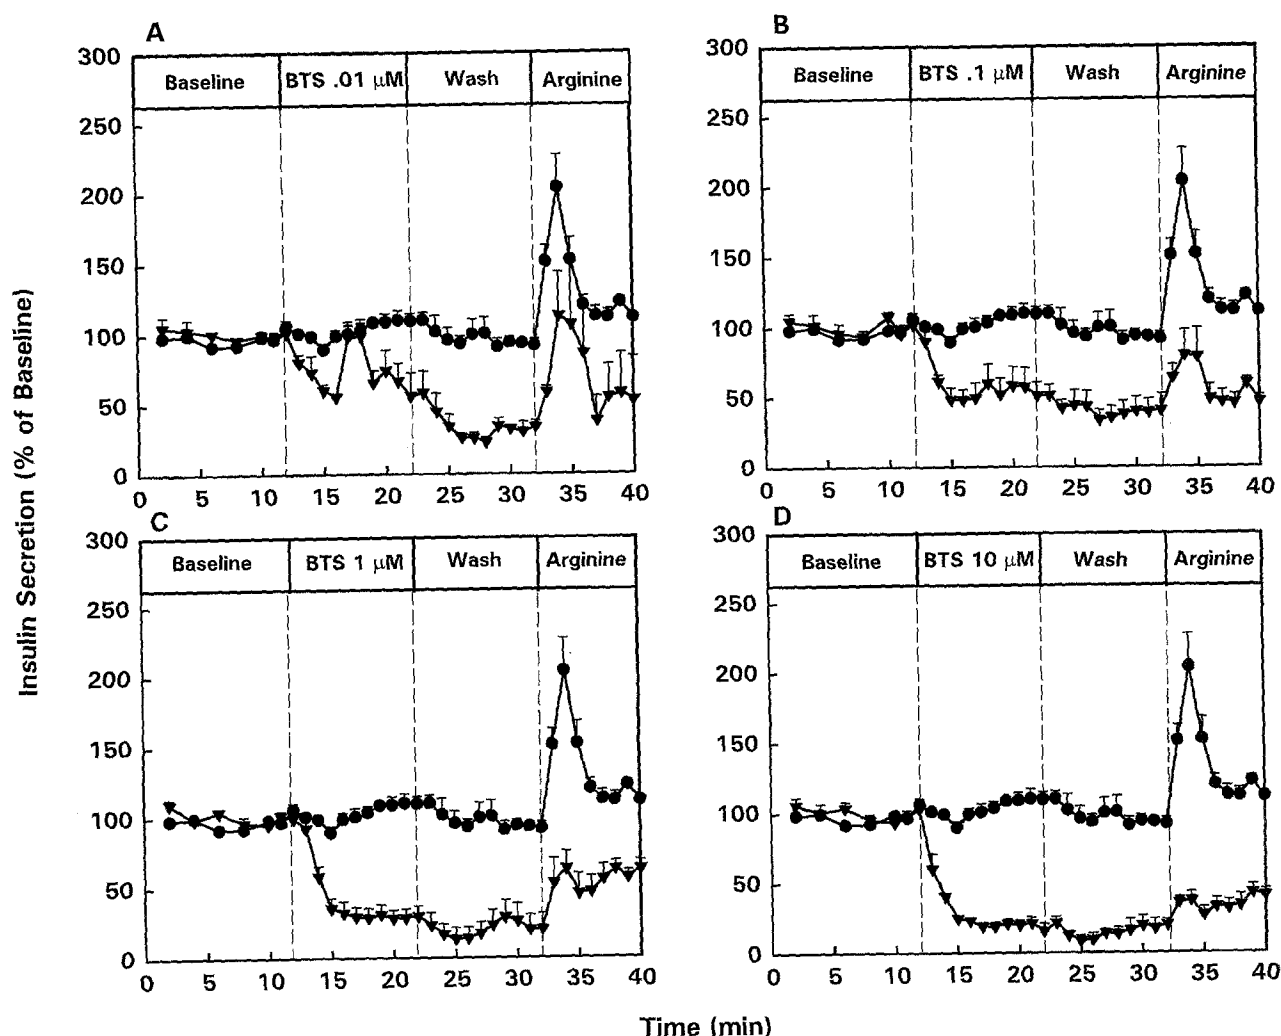 A
300
Baseline
BTS .01 μM
Wash
Arginine
250
200
150
100
50
0
0 5 10 15 20 25 30 35 40
B
300
Baseline
BTS .1 μM
Wash
Arginine
250
200
150
100
50
0
0 5 10 15 20 25 30 35 40
Insulin Secretion (% of Baseline)
C
300
Baseline
BTS 1 μM
Wash
Arginine
250
200
150
100
50
0
0 5 10 15 20 25 30 35 40
D
300
Baseline
BTS 10 μM
Wash
Arginine
250
200
150
100
50
0
0 5 10 15 20 25 30 35 40
Time (min)